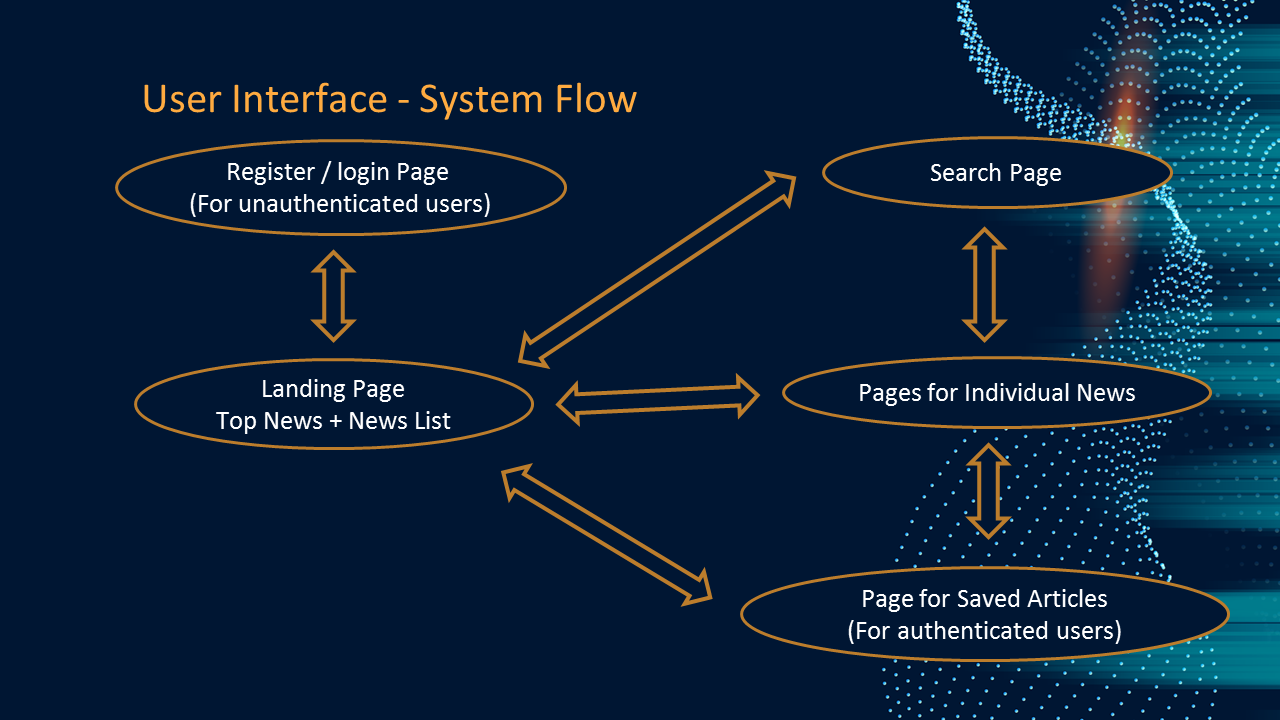 User Interface - System Flow
Register / login Page
(For unauthenticated users)
Search Page
Landing Page
Top News + News List
Pages for Individual News
Page for Saved Articles
(For authenticated users)